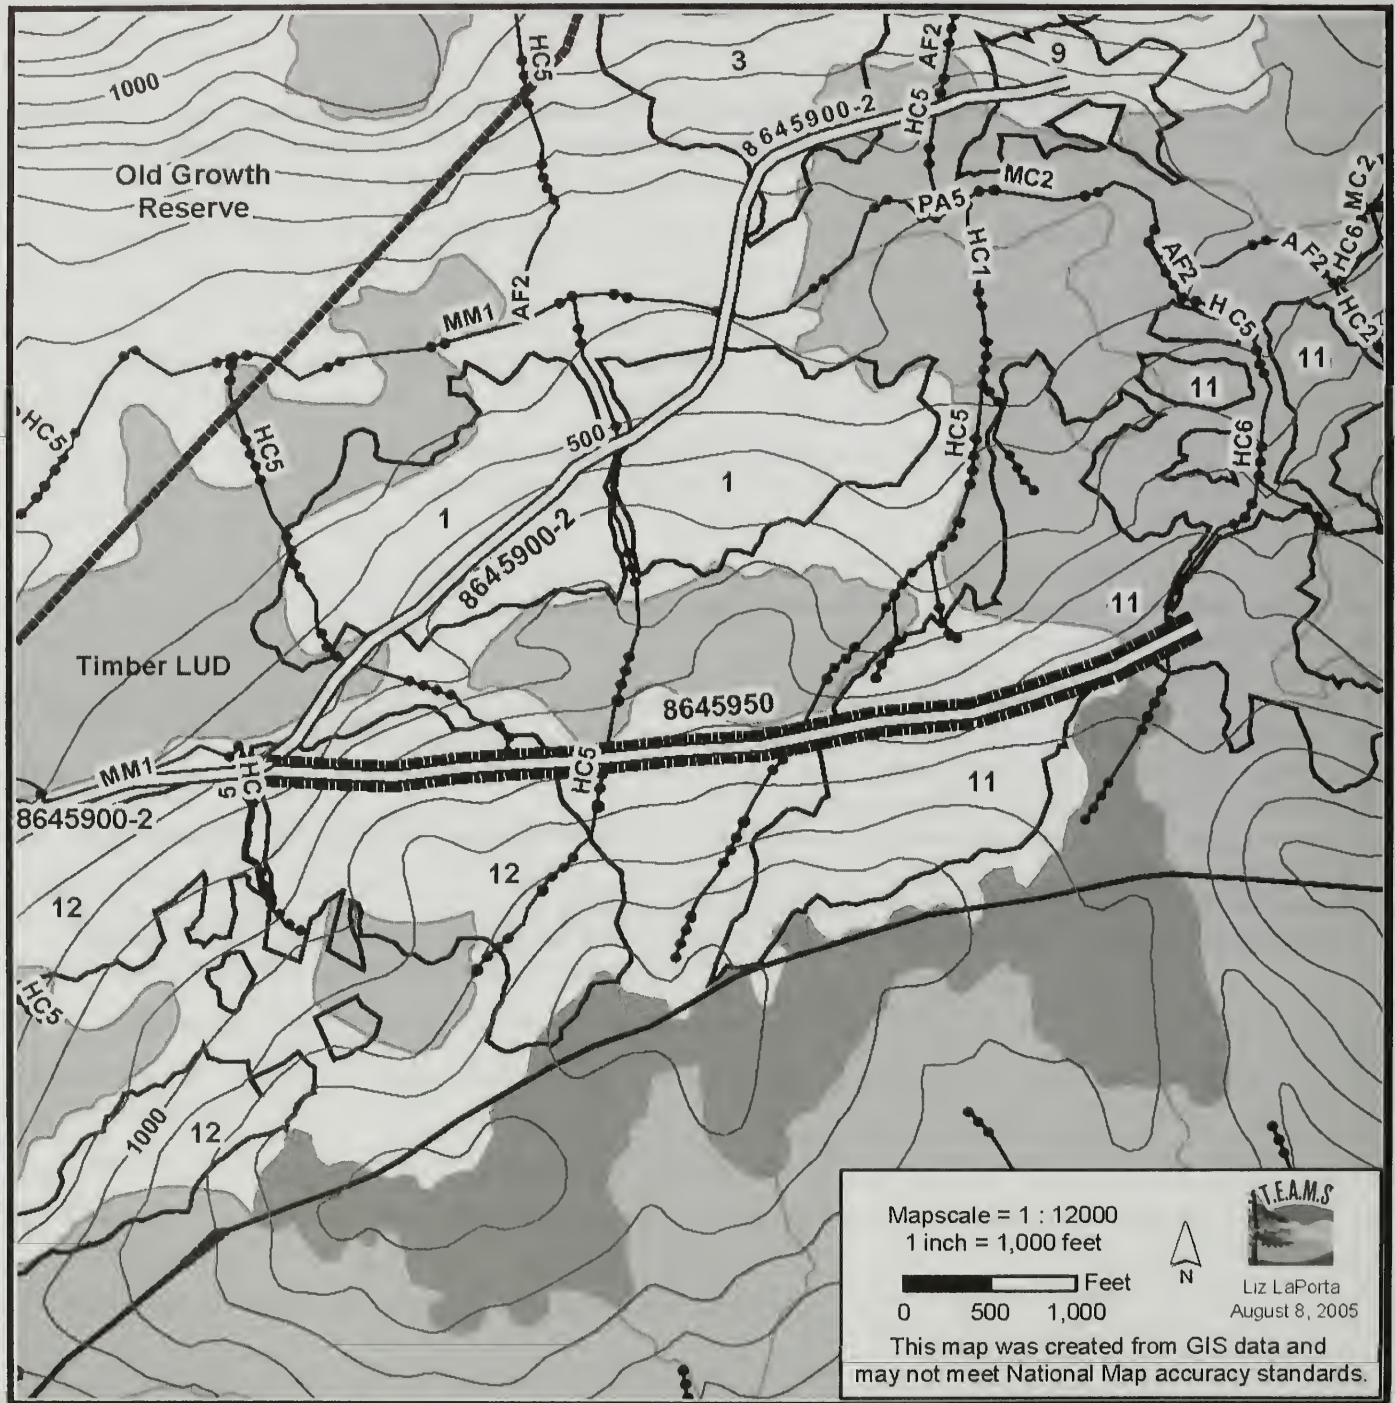 HC5
AF2
3
9
1000
8645900-2
HC5
Old Growth
Reserve
MC2
MC2
PA5
HC6
HC1
AF2
AF2
AF2
MM1
HC5
HC2
11
11
HC5
HC5
500
HC5
HC6
1
1
8645900-2
11
Timber LUD
8645950
MM1
HC5
HC5
11
8645900-2
12
12
HC5
1000
12
T.E.A.M.S
Mapscale = 1 : 12000
1 inch = 1,000 feet
N
Feet
0 500 1,000
Liz LaPorta
August 8, 2005
This map was created from GIS data and
may not meet National Map accuracy standards.